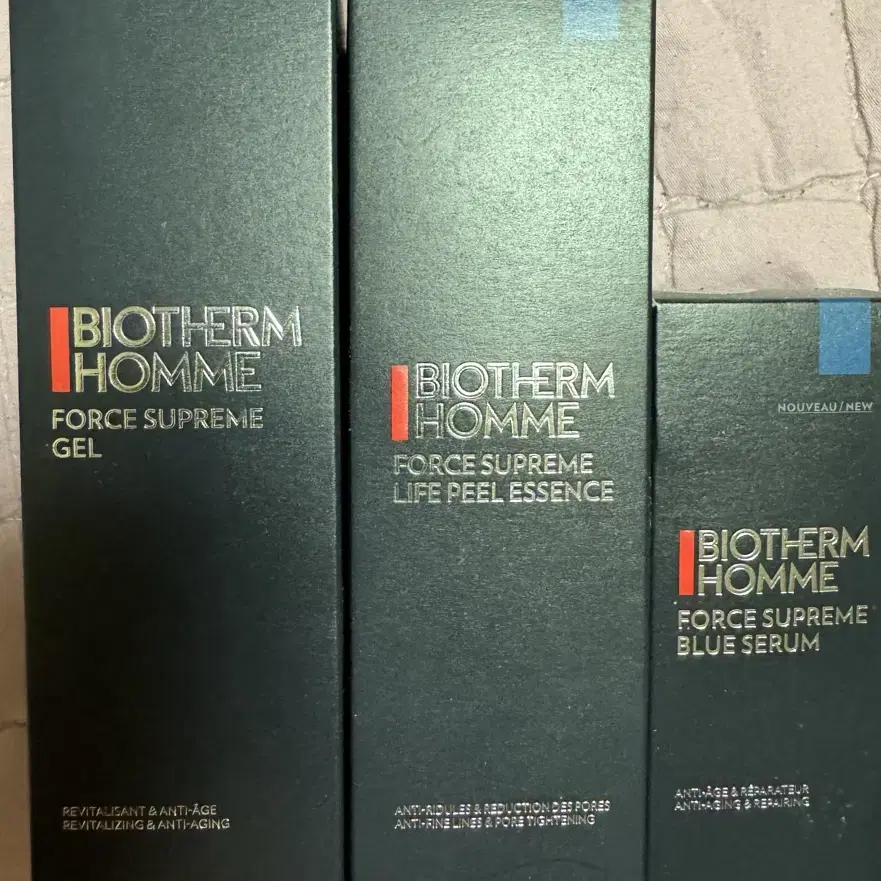 BIOTHERM
HOMME
FORCE SUPREME
GEL
REVITALISANT & ANTI-ÂGE
REVITALIZING & ANTI-AGING
BIOTHERM
HOMME
FORCE SUPREME
LIFE PEEL ESSENCE
ANTI-RIDULES & REDUCTION DES PORES
ANTI-FINE LINES & PORE TIGHTENING
NOUVEAU/NEW
BIOTHERM
HOMME
FORCE SUPREME
BLUE SERUM
ANTI-ÂGE & RÉPARATEUR
ANTI-AGING & REPAIRING